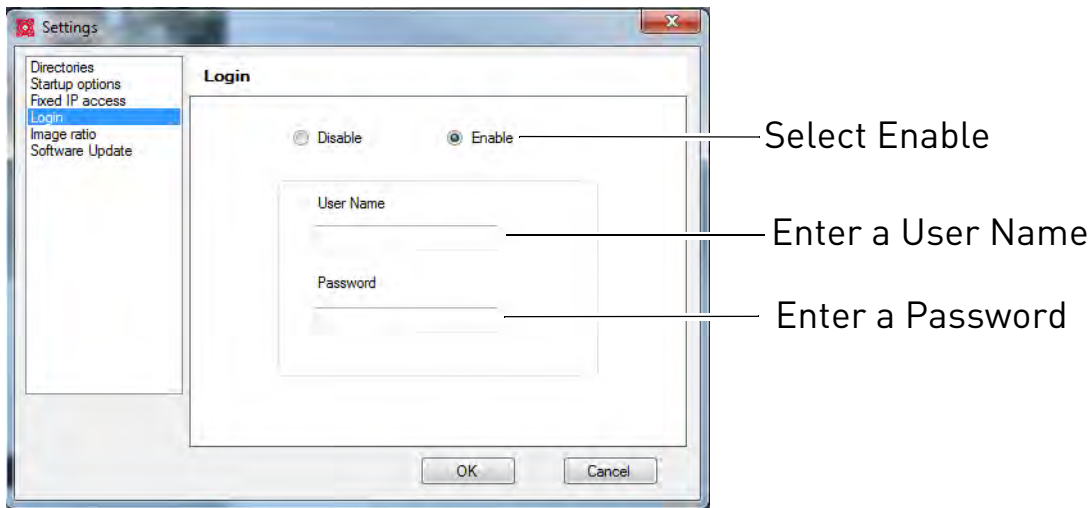 Settings
Directories
Startup options
Fixed IP access
Login
Image ratio
Software Update
Login
Disable
Enable
Select Enable
User Name
Enter a User Name
Password
Enter a Password
OK
Cancel